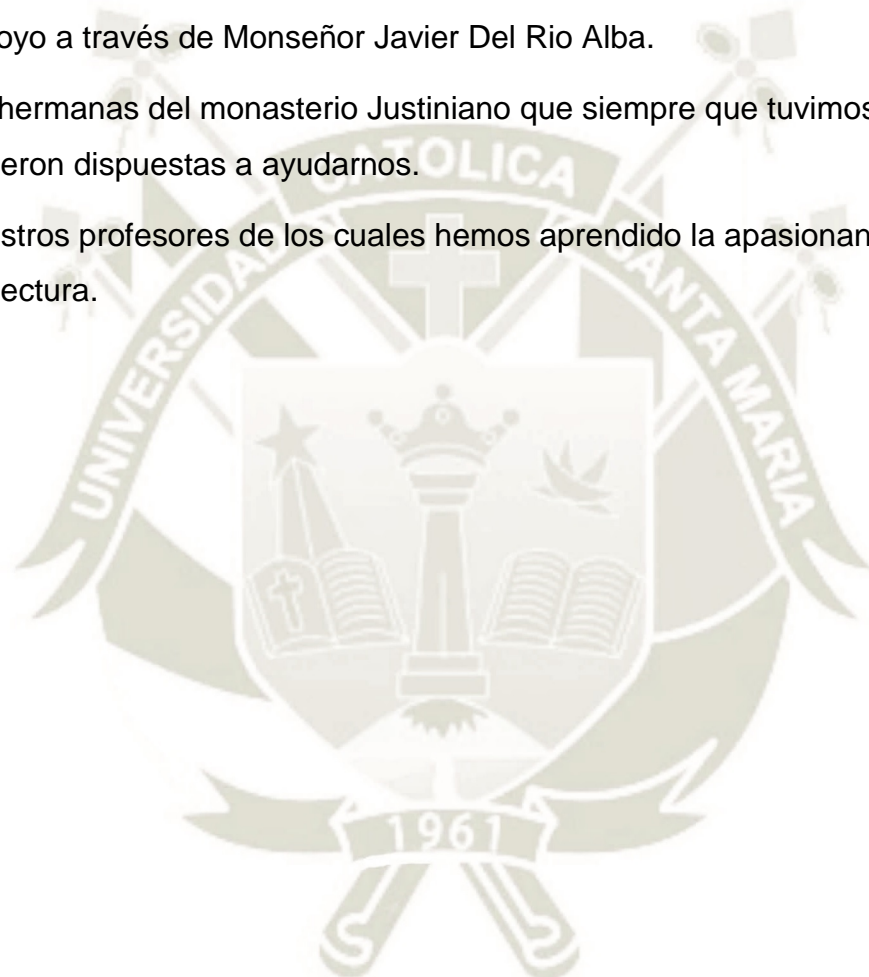 oyo a través de Monseñor Javier Del Rio Alba.
hermanas del monasterio Justiniano que siempre que tuvimos
ieron dispuestas a ayudarnos.
stros profesores de los cuales hemos aprendido la apasionan
ectura.
UNIVERSIDAD CATOLICA SANTA MARIA
1961